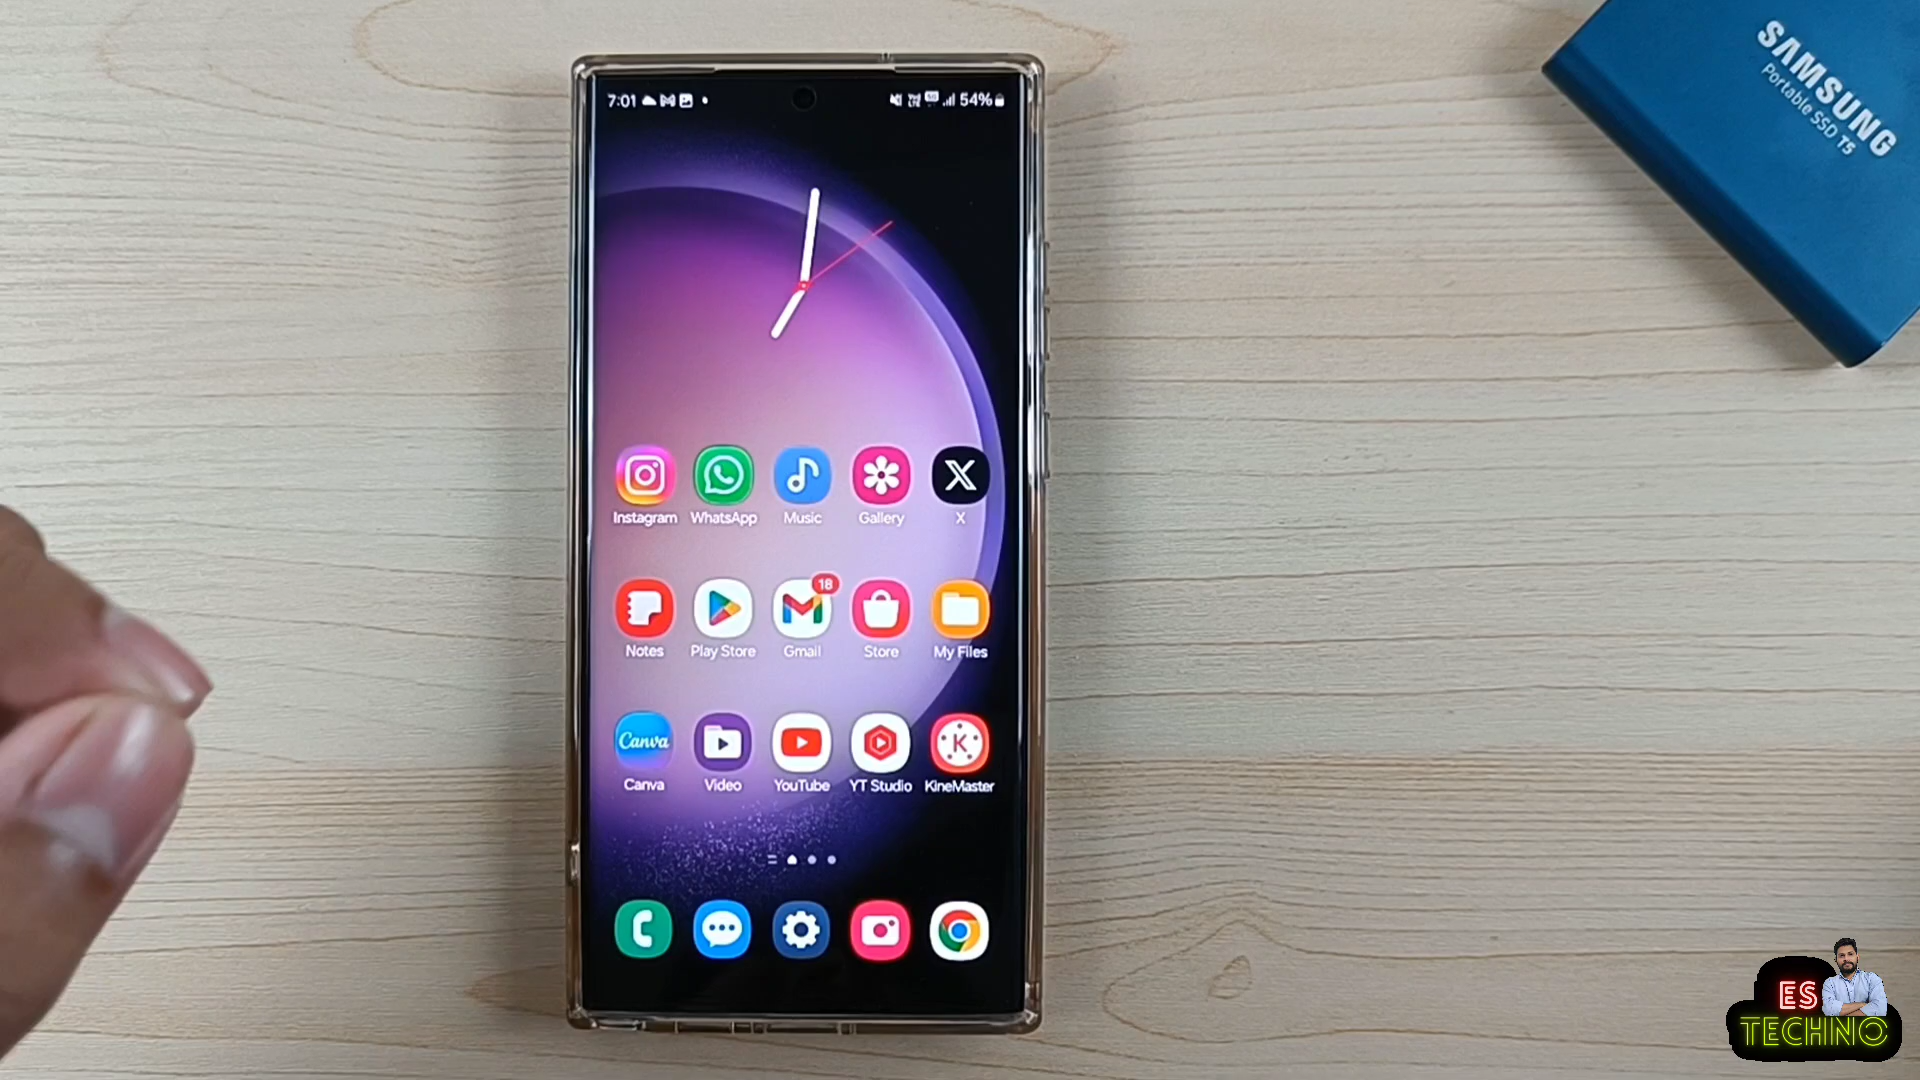 7:01
54%
SAMSUNG
Portable SSD T5
Instagram WhatsApp Music Gallery X
18
Notes Play Store Gmail Store My Files
Canva
Canva Video YouTube YT Studio KineMaster
K
ES
TECHNO